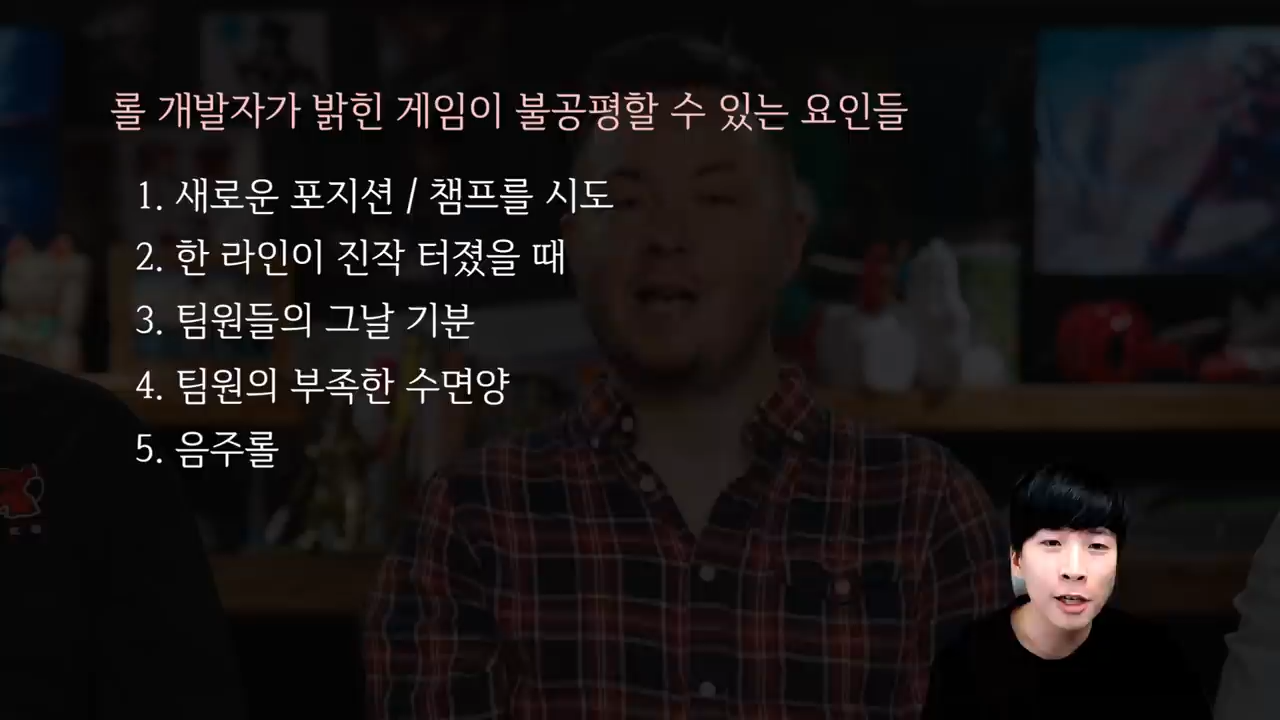 롤 개발자가 밝힌 게임이 불공평할 수 있는 요인들
1. 새로운 포지션 / 챔프를 시도
2. 한 라인이 진작 터졌을 때
3. 팀원들의 그날 기분
4. 팀원의 부족한 수면양
5. 음주롤